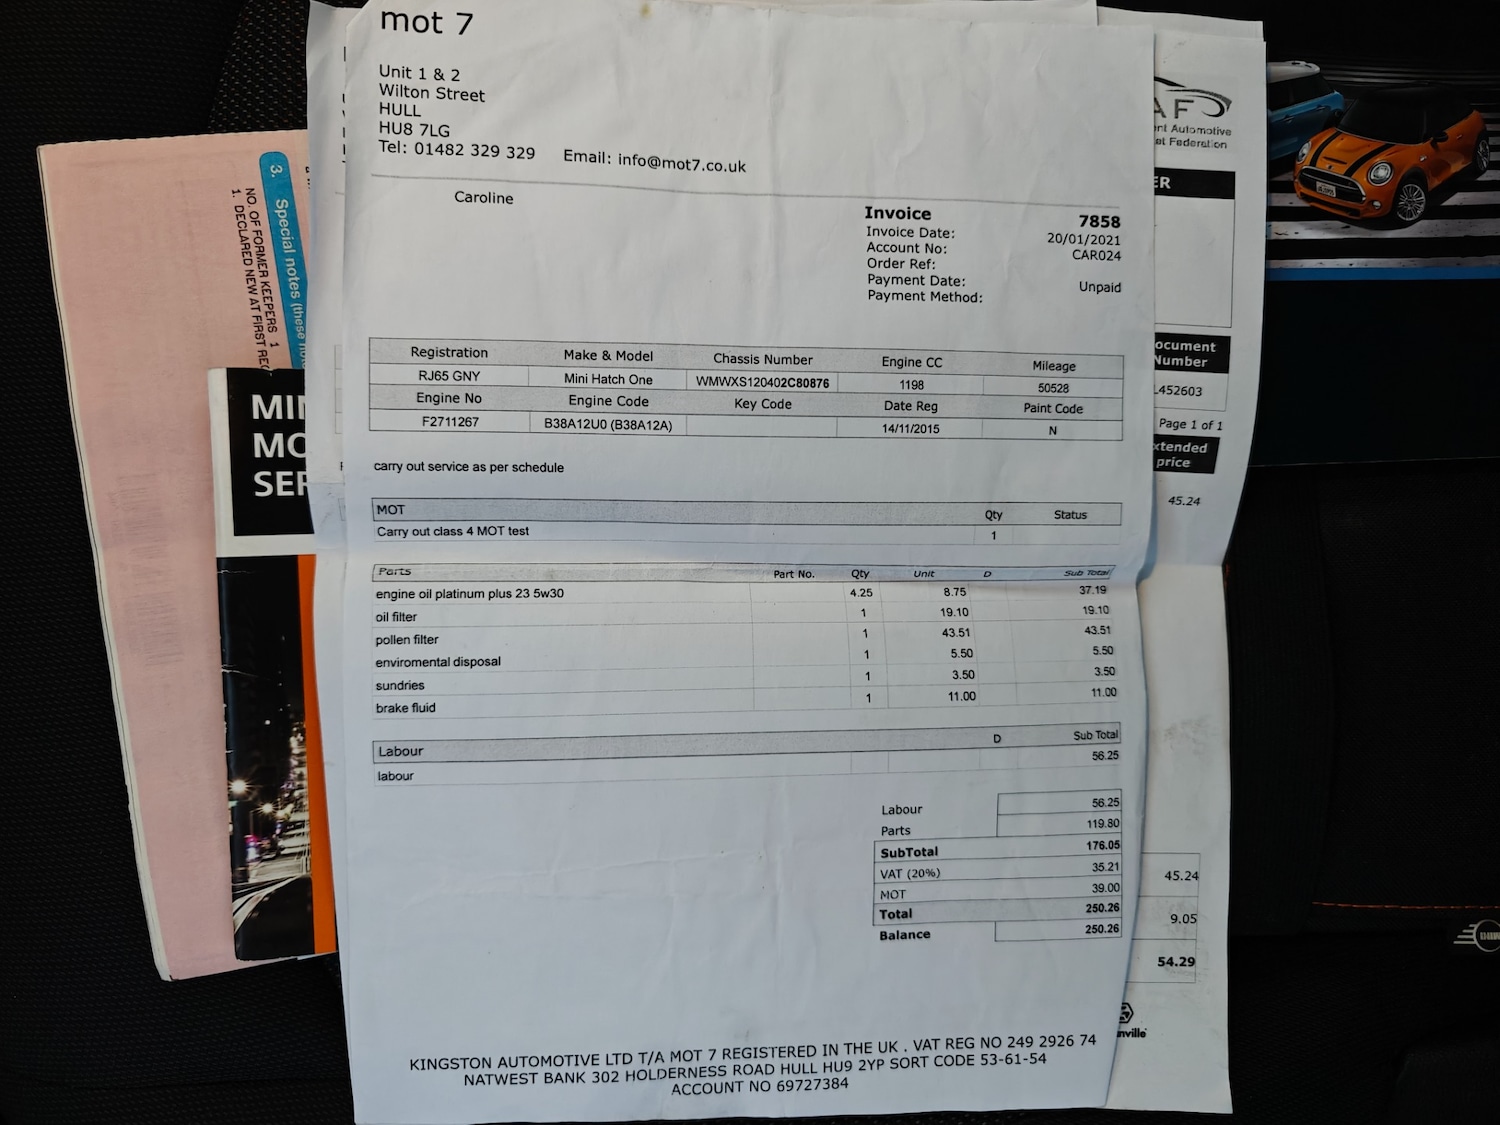 mot 7
Unit 1 & 2
Wilton Street
HULL
HU8 7LG
Tel: 01482 329 329 Email: info@mot7.co.uk
Caroline
Invoice 7858
Invoice Date: 20/01/2021
Account No: CAR024
Order Ref:
Payment Date: Unpaid
Payment Method:
Registration Make & Model Chassis Number Engine CC Mileage
RJ65 GNY Mini Hatch One WMWXS120402C80876 1198 50528
Engine No Engine Code Key Code Date Reg Paint Code
F2711267 B38A12U0 (B38A12A) 14/11/2015 N
carry out service as per schedule
MOT Qty Status
Carry out class 4 MOT test 1
Parts Part No. Qty Unit D Sub Total
engine oil platinum plus 23 5w30 4.25 8.75 37.19
oil filter 1 19.10 19.10
pollen filter 1 43.51 43.51
enviromental disposal 1 5.50 5.50
sundries 1 3.50 3.50
brake fluid 1 11.00 11.00
Labour D Sub Total
labour 56.25
Labour 56.25
Parts 119.80
SubTotal 176.05
VAT (20%) 35.21
MOT 39.00
Total 250.26
Balance 250.26
KINGSTON AUTOMOTIVE LTD T/A MOT 7 REGISTERED IN THE UK . VAT REG NO 249 2926 74
NATWEST BANK 302 HOLDERNESS ROAD HULL HU9 2YP SORT CODE 53-61-54
ACCOUNT NO 69727384
3. Special notes (these
NO. OF FORMER KEEPERS 1
1. DECLARED NEW AT FIRST REG
MIN
MO
SER
AF
nt Automotive
et Federation
ER
ocument
Number
L452603
Page 1 of 1
xtended
price
45.24
45.24
9.05
54.29
nville